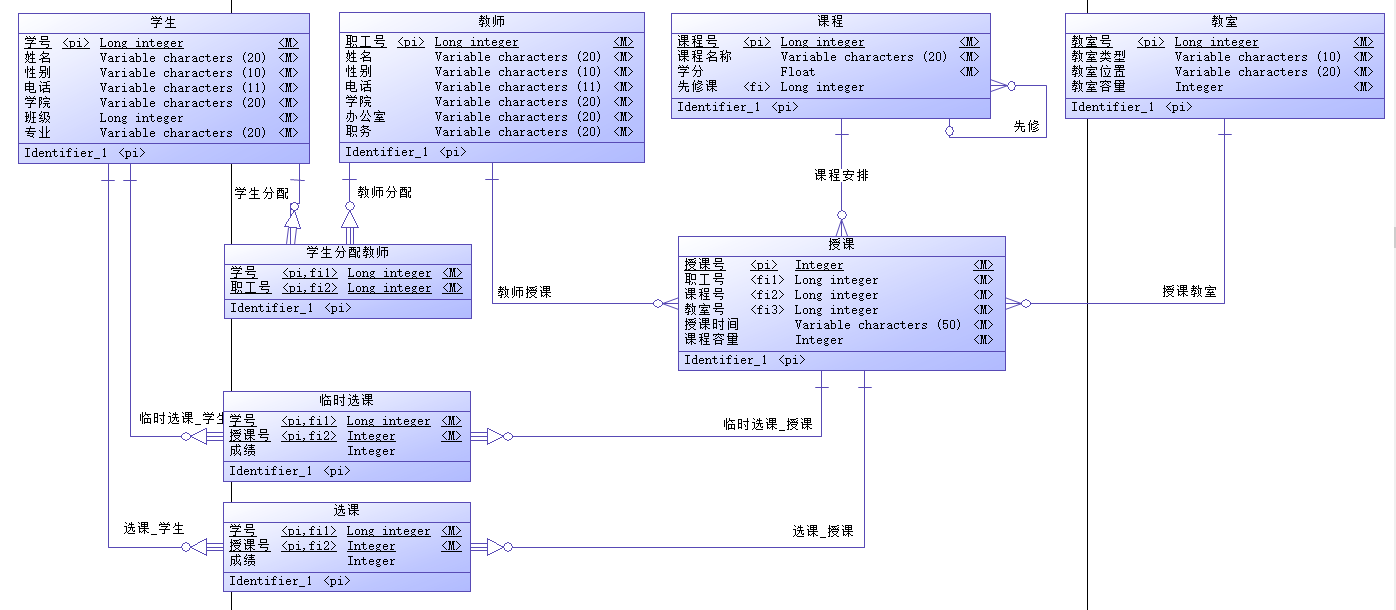 学生
学号 <pi> Long integer <M>
姓名 Variable characters (20) <M>
性别 Variable characters (10) <M>
电话 Variable characters (11) <M>
学院 Variable characters (20) <M>
班级 Long integer <M>
专业 Variable characters (20) <M>
Identifier_1 <pi>
教师
职工号 <pi> Long integer <M>
姓名 Variable characters (20) <M>
性别 Variable characters (10) <M>
电话 Variable characters (11) <M>
学院 Variable characters (20) <M>
办公室 Variable characters (20) <M>
职务 Variable characters (20) <M>
Identifier_1 <pi>
课程
课程号 <pi> Long integer <M>
课程名称 Variable characters (20) <M>
学分 Float <M>
先修课 <fi> Long integer
Identifier_1 <pi>
先修
教室
教室号 <pi> Long integer <M>
教室类型 Variable characters (10) <M>
教室位置 Variable characters (20) <M>
教室容量 Integer <M>
Identifier_1 <pi>
学生分配
教师分配
课程安排
学生分配教师
学号 <pi,fi1> Long integer <M>
职工号 <pi,fi2> Long integer <M>
Identifier_1 <pi>
教师授课
授课
授课号 <pi> Integer <M>
职工号 <fi1> Long integer <M>
课程号 <fi2> Long integer <M>
教室号 <fi3> Long integer <M>
授课时间 Variable characters (50) <M>
课程容量 Integer <M>
Identifier_1 <pi>
授课教室
临时选课_学生
临时选课
学号 <pi,fi1> Long integer <M>
授课号 <pi,fi2> Integer <M>
成绩 Integer
Identifier_1 <pi>
临时选课_授课
选课_学生
选课
学号 <pi,fi1> Long integer <M>
授课号 <pi,fi2> Integer <M>
成绩 Integer
Identifier_1 <pi>
选课_授课